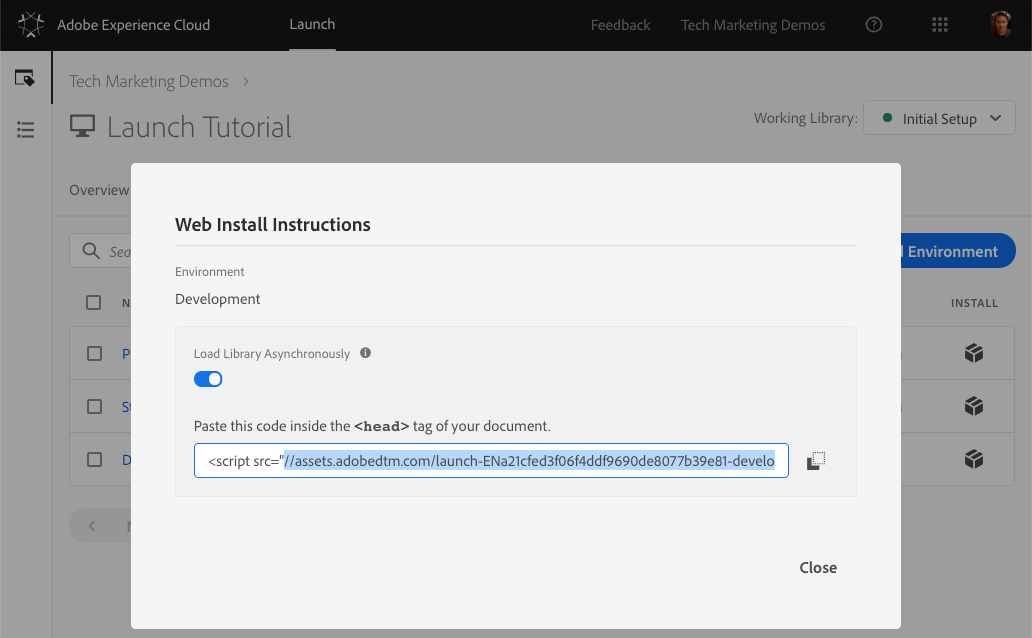 Adobe Experience Cloud
Launch
Feedback
Tech Marketing Demos
Tech Marketing Demos
Launch Tutorial
Working Library:
Initial Setup
Overview
Web Install Instructions
Environment
Environment
Development
INSTALL
Load Library Asynchronously
Paste this code inside the <head> tag of your document.
<script src="//assets.adobedtm.com/launch-ENa21cfed3f06f4ddf9690de8077b39e81-develo
Close